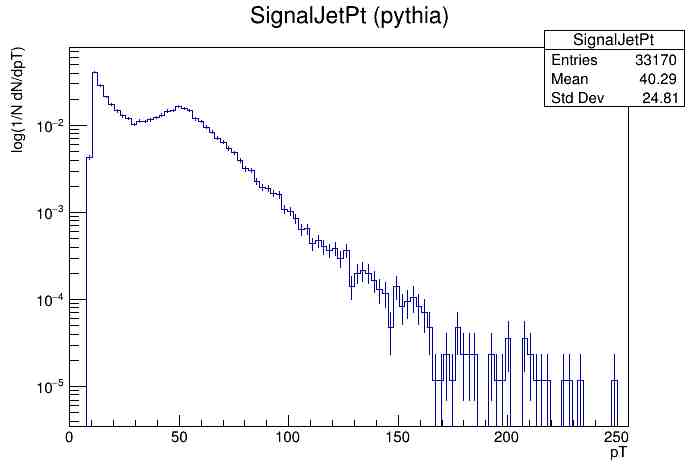 SignalJetPt (pythia)
SignalJetPt
Entries 33170
Mean 40.29
Std Dev 24.81
log(1/N dN/dpT)
10−2
10−3
10−4
10−5
0 50 100 150 200 250
pT